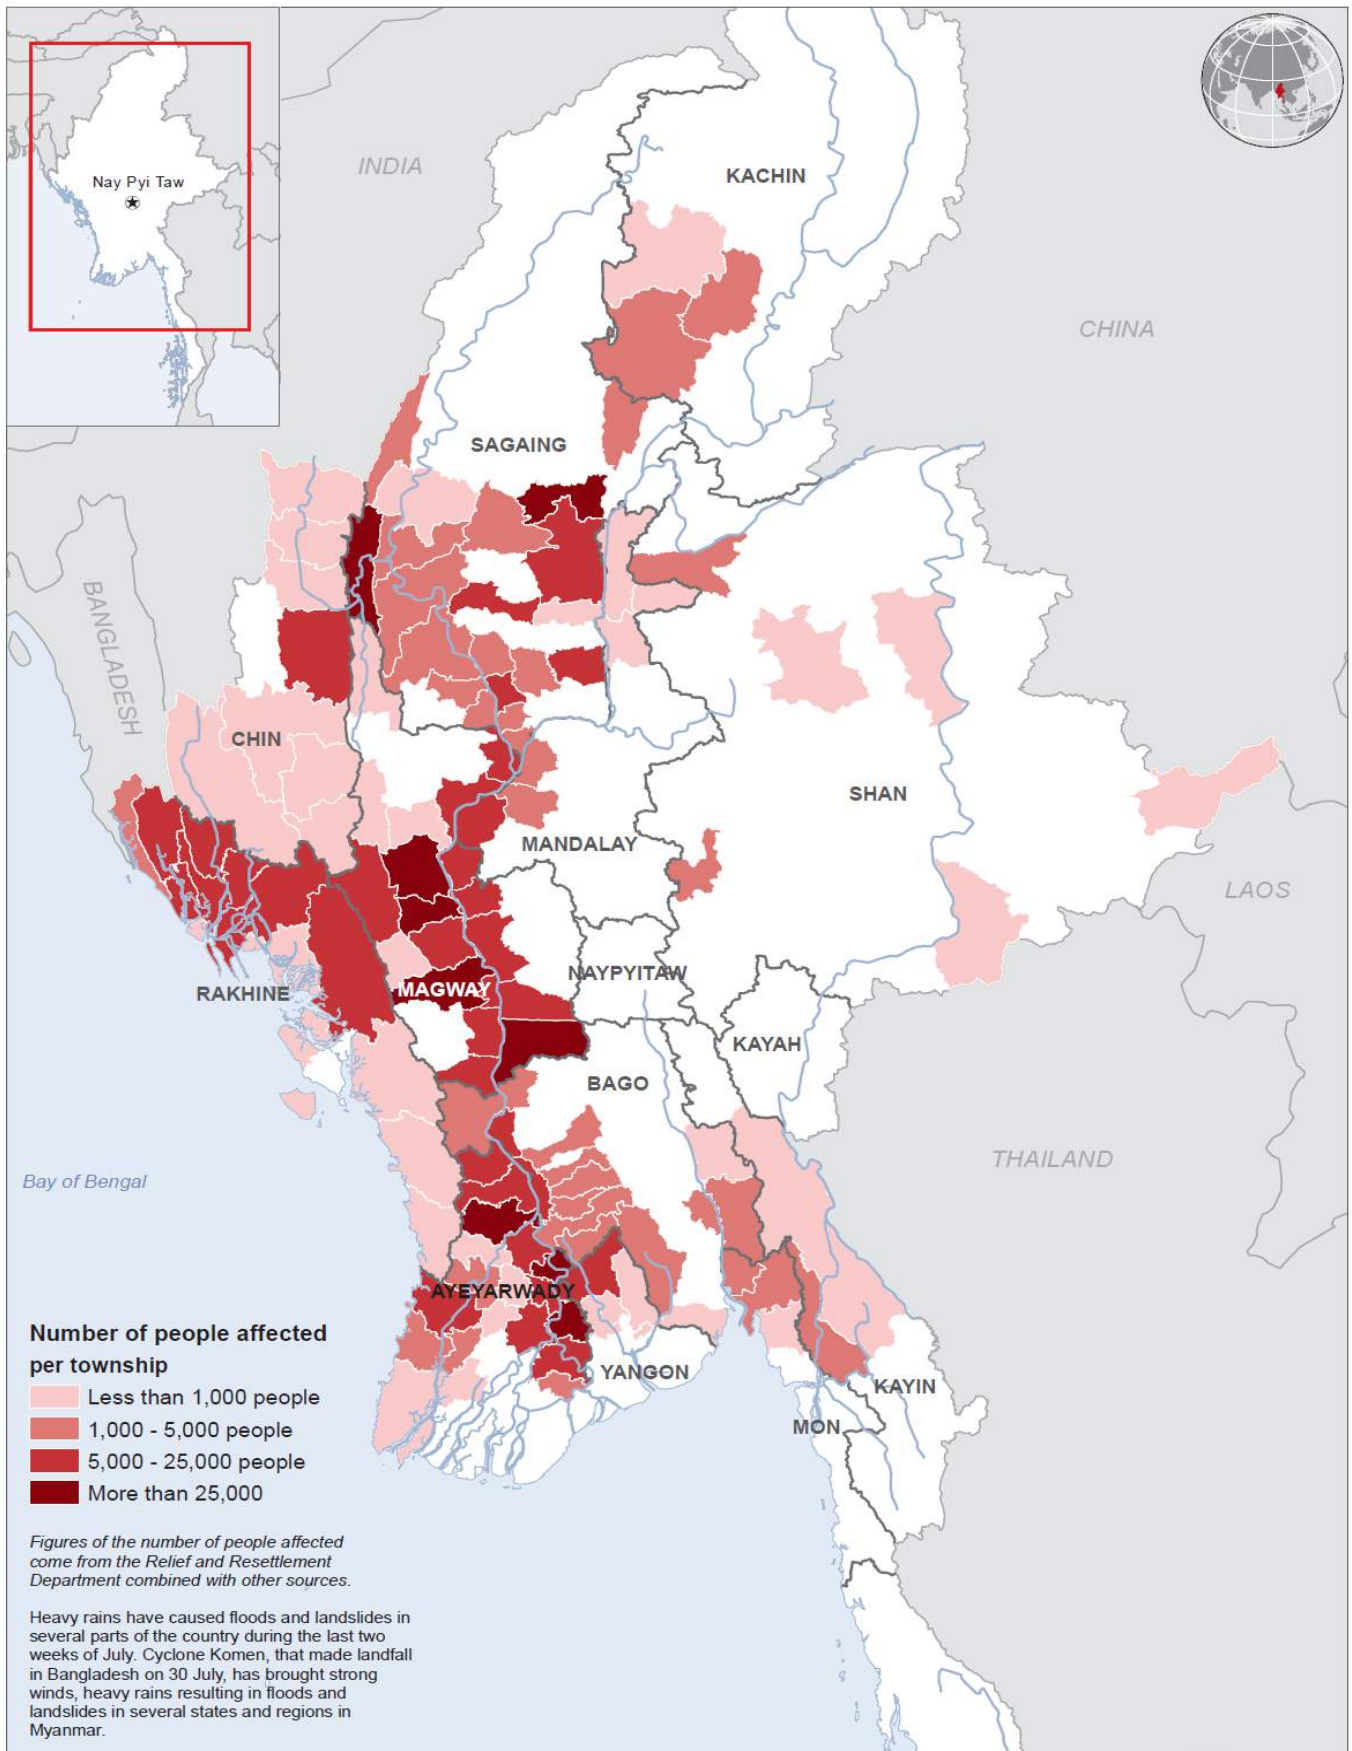 Nay Pyi Taw
INDIA
KACHIN
CHINA
SAGAING
BANGLADESH
CHIN
SHAN
MANDALAY
LAOS
NAYPYITAW
MAGWAY
RAKHINE
KAYAH
BAGO
THAILAND
Bay of Bengal
AYEYARWADY
YANGON
KAYIN
MON
Number of people affected
per township
Less than 1,000 people
1,000 - 5,000 people
5,000 - 25,000 people
More than 25,000
Figures of the number of people affected
come from the Relief and Resettlement
Department combined with other sources.
Heavy rains have caused floods and landslides in
several parts of the country during the last two
weeks of July. Cyclone Komen, that made landfall
in Bangladesh on 30 July, has brought strong
winds, heavy rains resulting in floods and
landslides in several states and regions in
Myanmar.